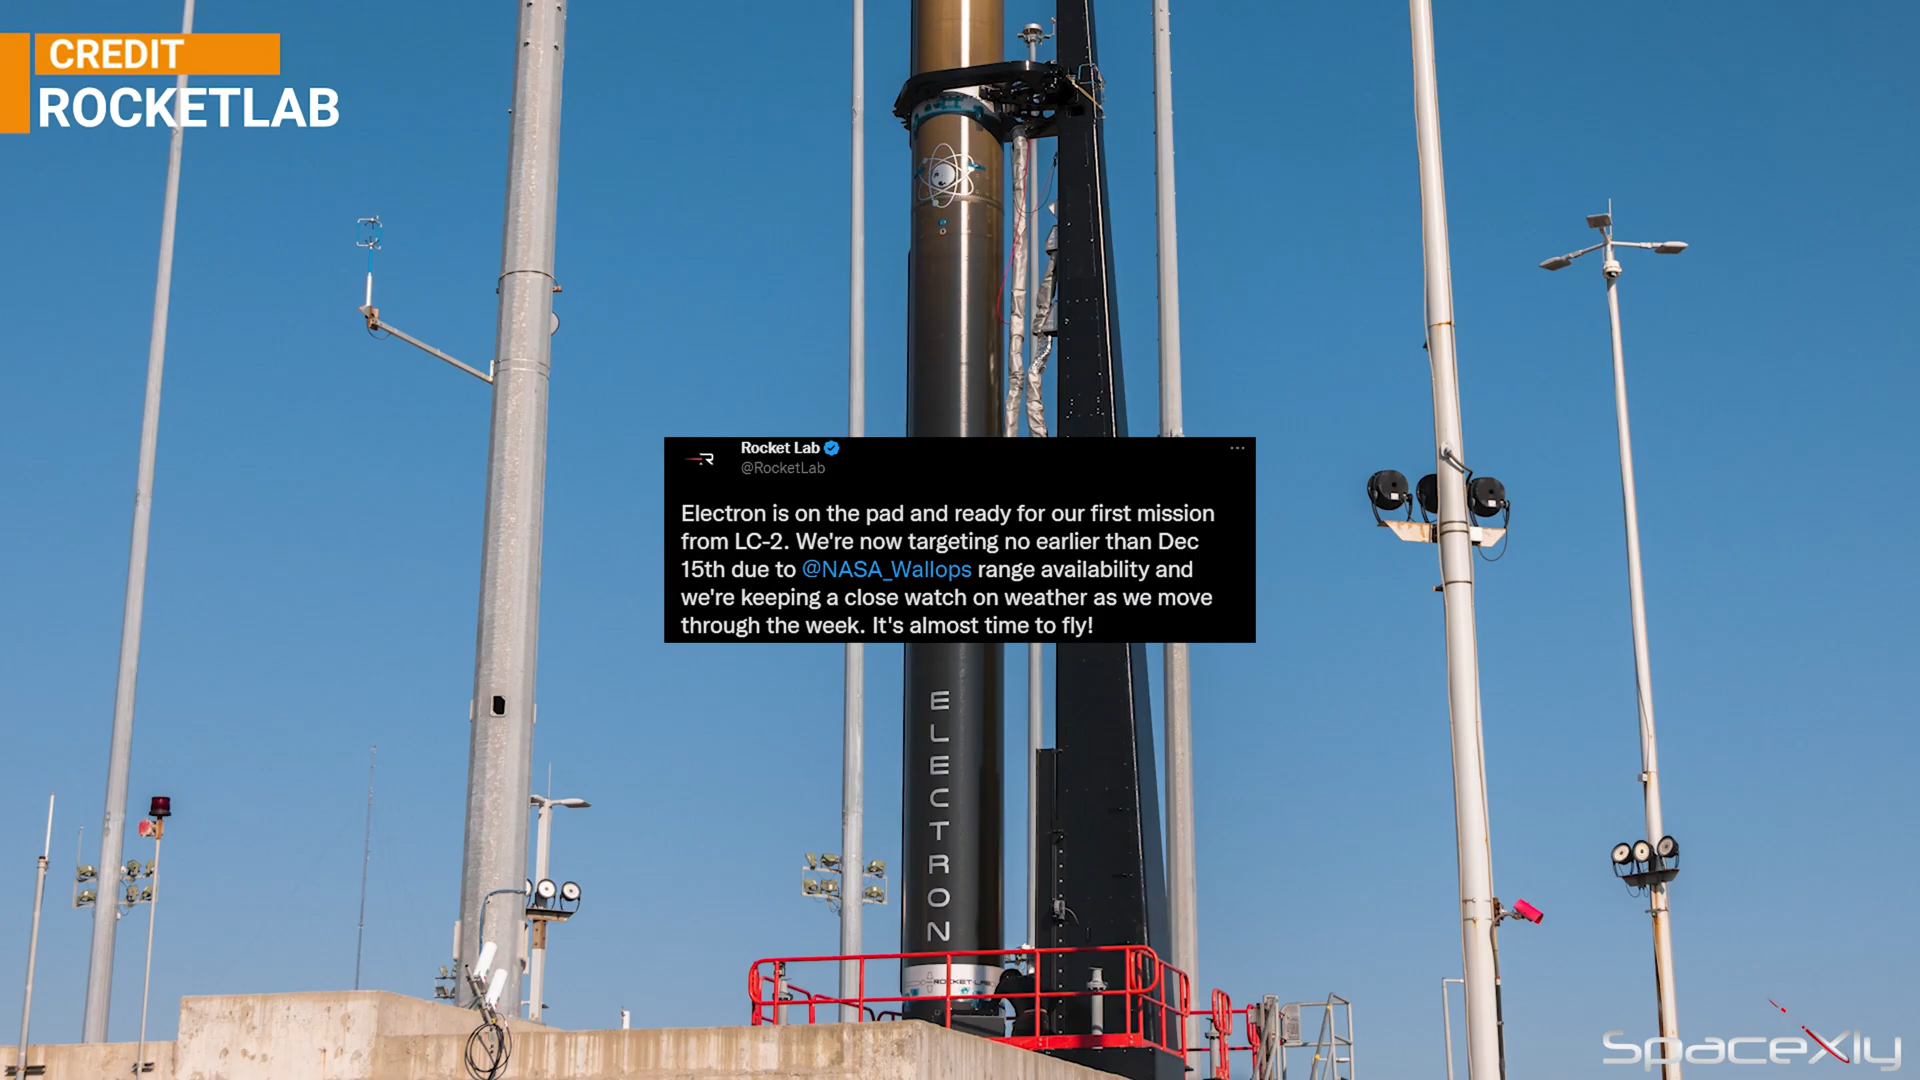 CREDIT
ROCKETLAB
Rocket Lab
@RocketLab
Electron is on the pad and ready for our first mission
from LC-2. We're now targeting no earlier than Dec
15th due to @NASA_Wallops range availability and
we're keeping a close watch on weather as we move
through the week. It's almost time to fly!
ELECTRON
ROCKET LAB
SpaceXly